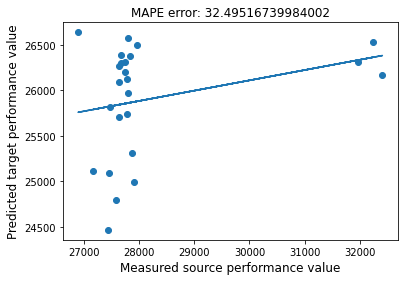 MAPE error: 32.49516739984002
Predicted target performance value
26500
26000
25500
25000
24500
27000 28000 29000 30000 31000 32000
Measured source performance value